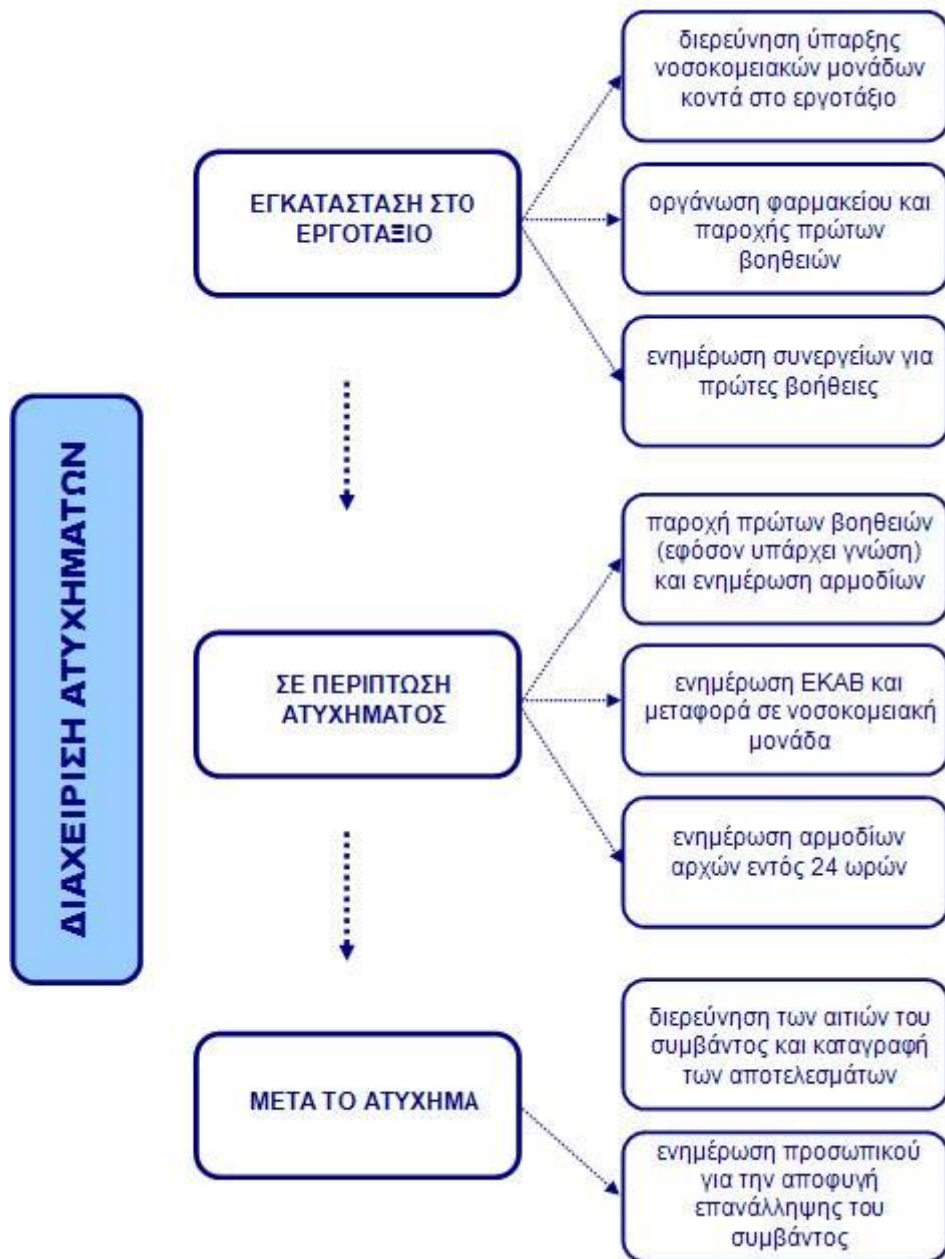 ΔΙΑΧΕΙΡΙΣΗ ΑΤΥΧΗΜΑΤΩΝ
ΕΓΚΑΤΑΣΤΑΣΗ ΣΤΟ
ΕΡΓΟΤΑΞΙΟ
διερεύνηση ύπαρξης
νοσοκομειακών μονάδων
κοντά στο εργοτάξιο
οργάνωση φαρμακείου και
παροχής πρώτων
βοηθειών
ενημέρωση συνεργείων για
πρώτες βοήθειες
ΣΕ ΠΕΡΙΠΤΩΣΗ
ΑΤΥΧΗΜΑΤΟΣ
παροχή πρώτων βοηθειών
(εφόσον υπάρχει γνώση)
και ενημέρωση αρμοδίων
ενημέρωση ΕΚΑΒ και
μεταφορά σε νοσοκομειακή
μονάδα
ενημέρωση αρμοδίων
αρχών εντός 24 ωρών
ΜΕΤΑ ΤΟ ΑΤΥΧΗΜΑ
διερεύνηση των αιτιών του
συμβάντος και καταγραφή
των αποτελεσμάτων
ενημέρωση προσωπικού
για την αποφυγή
επανάλληψης του
συμβάντος